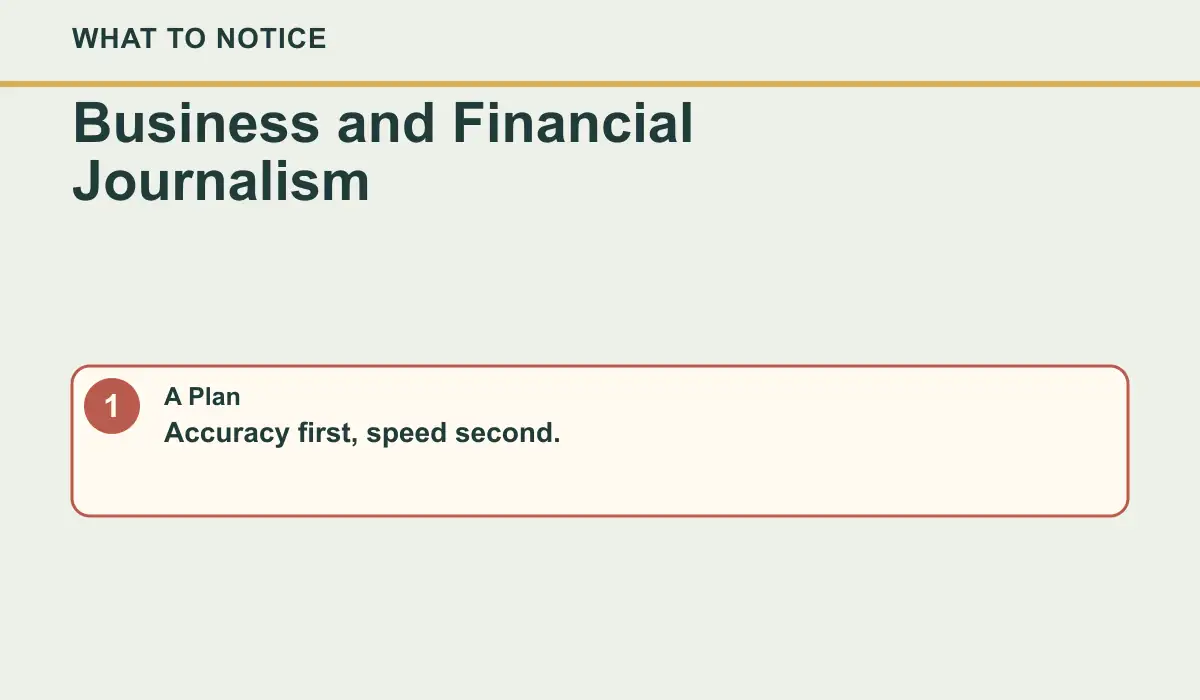 WHAT TO NOTICE
Business and Financial
Journalism
1
A Plan
Accuracy first, speed second.